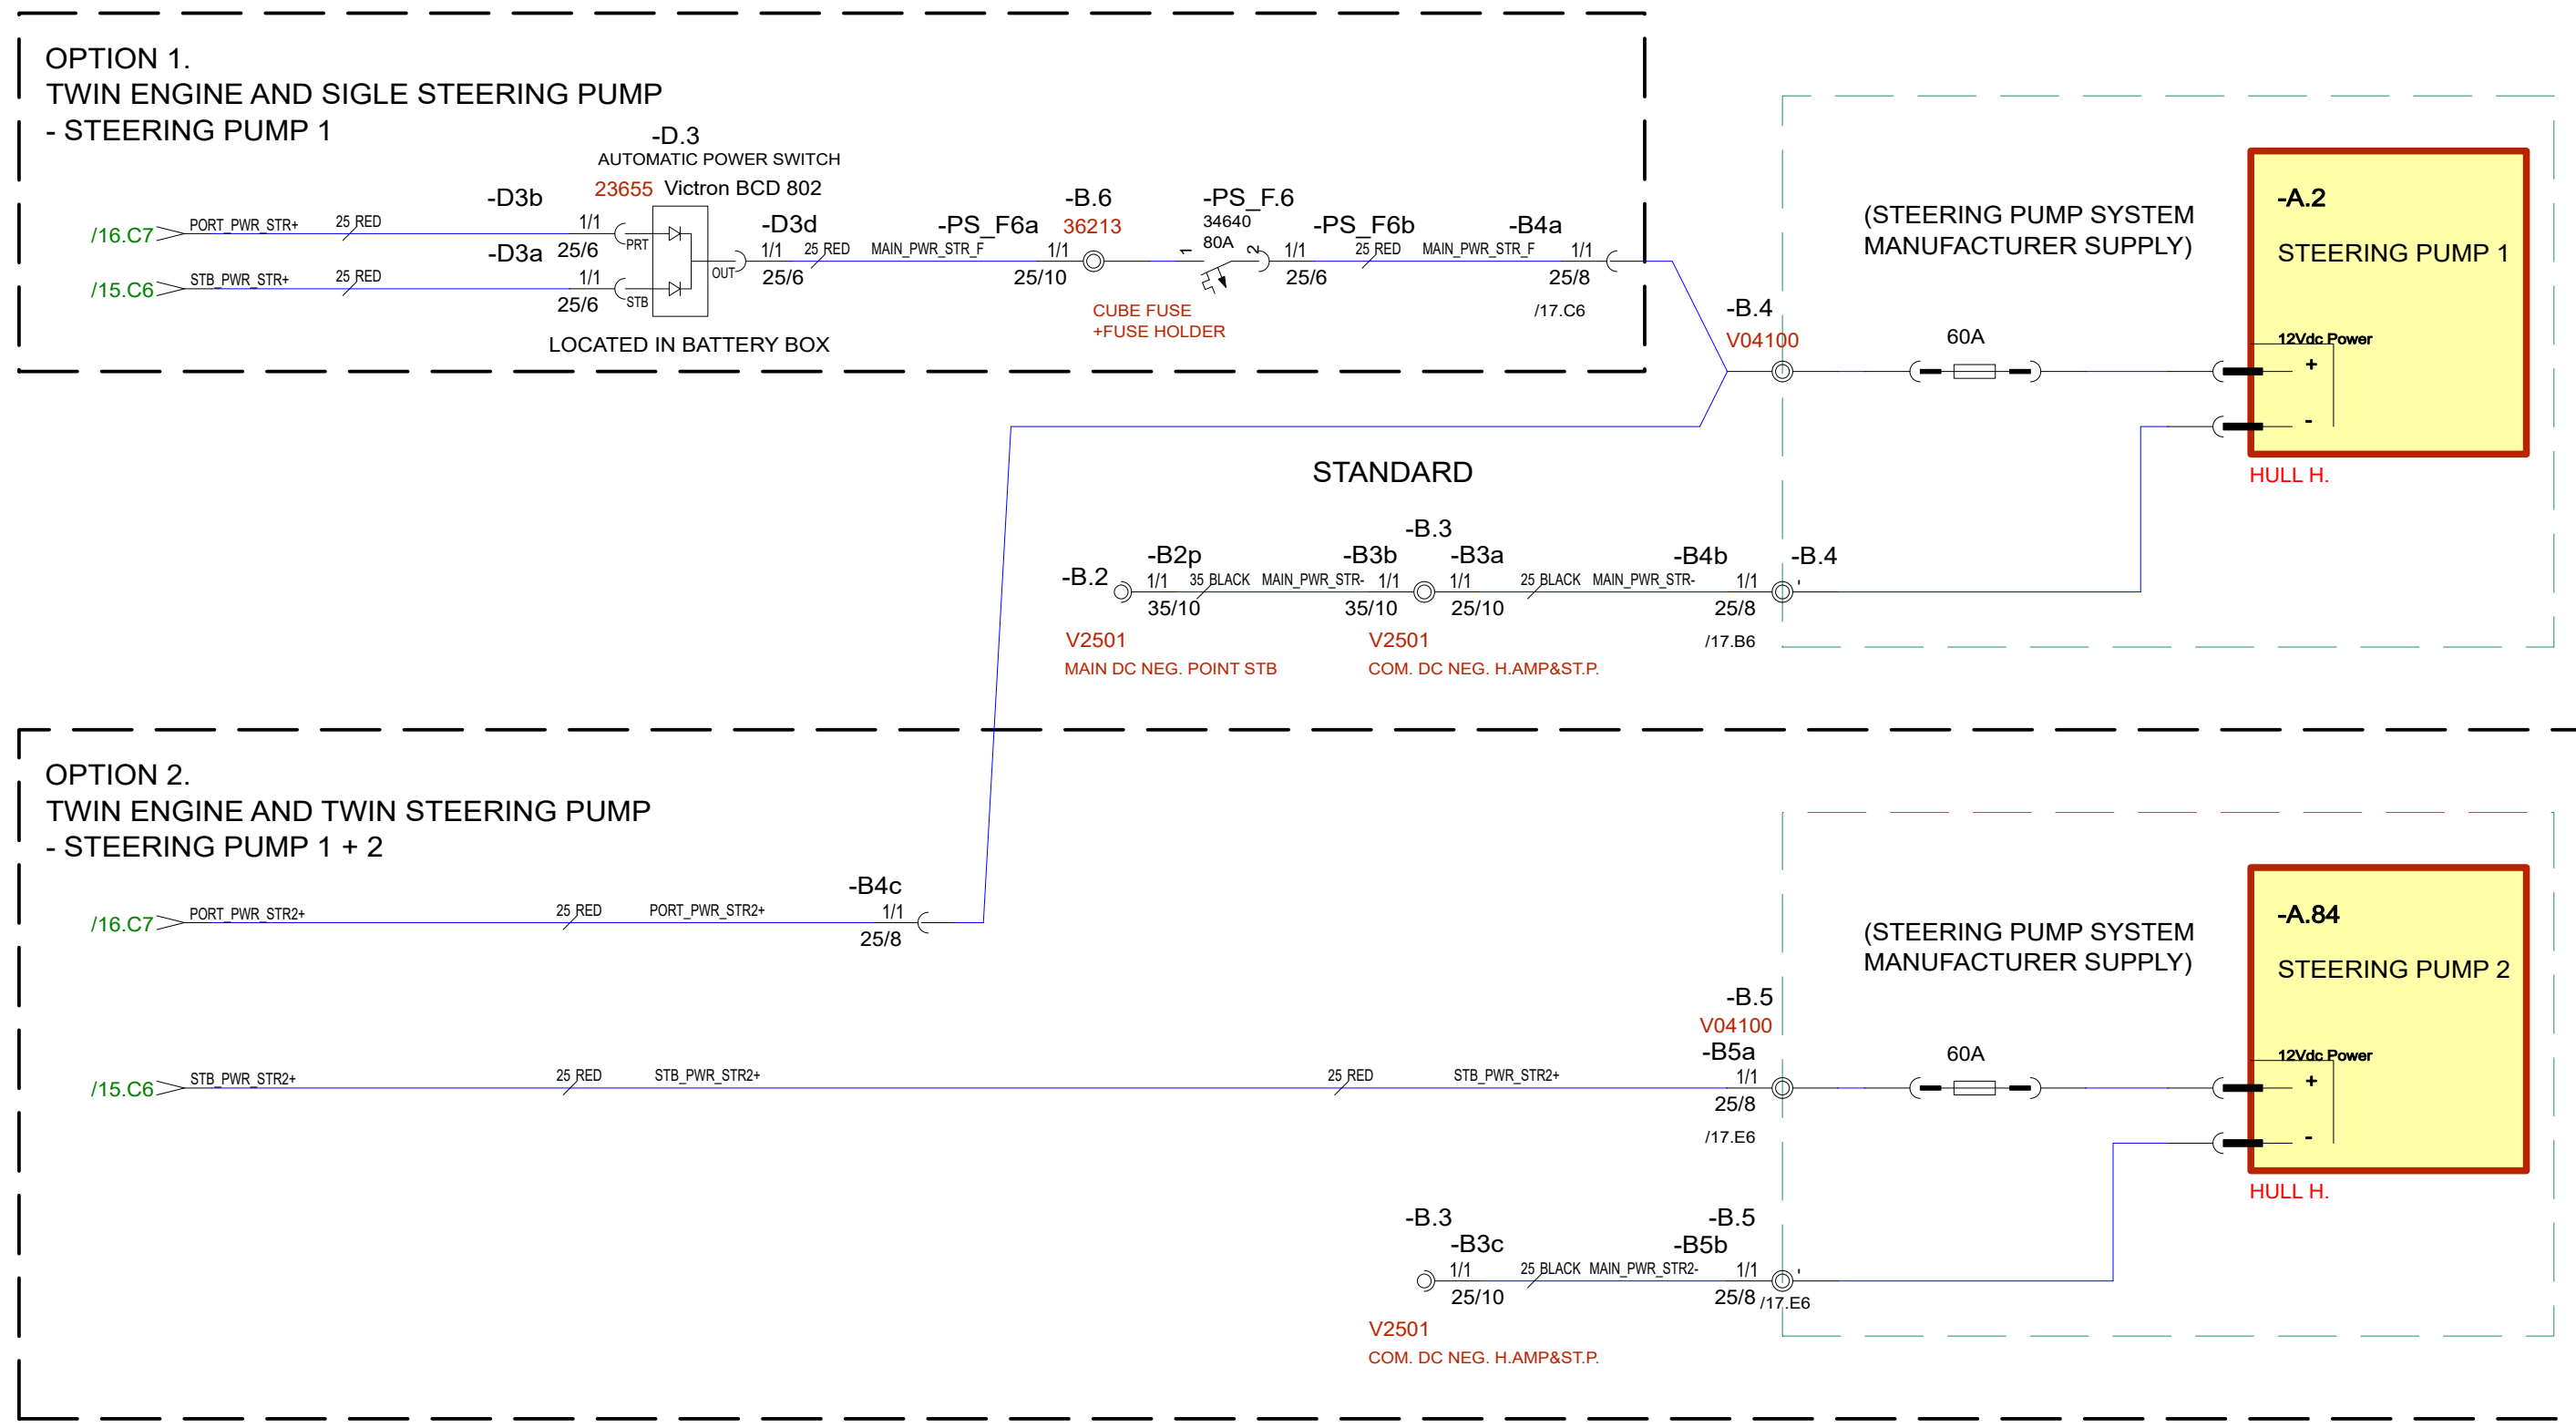 OPTION 1.
TWIN ENGINE AND SIGLE STEERING PUMP
- STEERING PUMP 1
-D.3
AUTOMATIC POWER SWITCH
23655 Victron BCD 802
/16.C7
PORT_PWR_STR+
25 RED
-D3b
1/1
25/6
PRT
/15.C6
STB_PWR_STR+
25 RED
-D3a
1/1
25/6
STB
OUT
LOCATED IN BATTERY BOX
-D3d
1/1
25/6
25 RED
MAIN_PWR_STR_F
-PS_F6a
1/1
25/10
-B.6
36213
-PS_F.6
34640
80A
1
2
CUBE FUSE
+FUSE HOLDER
-PS_F6b
1/1
25/6
25 RED
MAIN_PWR_STR_F
-B4a
1/1
25/8
/17.C6
-B.4
V04100
(STEERING PUMP SYSTEM
MANUFACTURER SUPPLY)
60A
-A.2
STEERING PUMP 1
12Vdc Power
+
-
HULL H.
STANDARD
-B.2
-B2p
1/1
35/10
35 BLACK
MAIN_PWR_STR-
-B3b
1/1
35/10
-B.3
-B3a
1/1
25/10
25 BLACK
MAIN_PWR_STR-
-B4b
1/1
25/8
/17.B6
-B.4
'
V2501
MAIN DC NEG. POINT STB
V2501
COM. DC NEG. H.AMP&ST.P.
OPTION 2.
TWIN ENGINE AND TWIN STEERING PUMP
- STEERING PUMP 1 + 2
/16.C7
PORT_PWR_STR2+
25 RED
PORT_PWR_STR2+
-B4c
1/1
25/8
/15.C6
STB_PWR_STR2+
25 RED
STB_PWR_STR2+
25 RED
STB_PWR_STR2+
-B.5
V04100
-B5a
1/1
25/8
/17.E6
(STEERING PUMP SYSTEM
MANUFACTURER SUPPLY)
60A
-A.84
STEERING PUMP 2
12Vdc Power
+
-
HULL H.
-B.3
-B3c
1/1
25/10
25 BLACK
MAIN_PWR_STR2-
-B.5
-B5b
1/1
25/8
/17.E6
'
V2501
COM. DC NEG. H.AMP&ST.P.